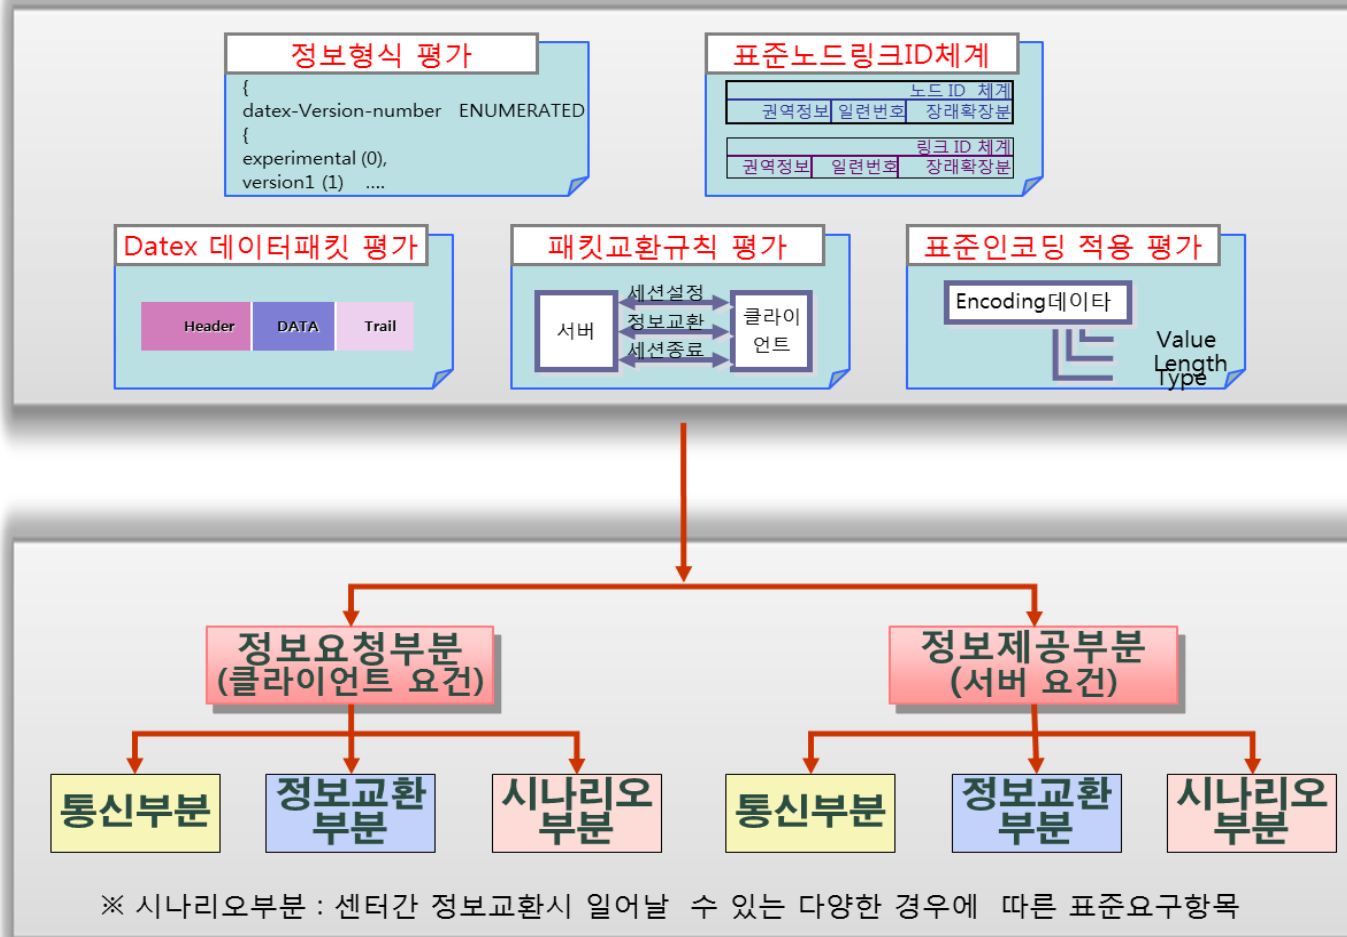 정보형식 평가
{
datex-Version-number ENUMERATED
{
experimental (0),
version1 (1) ....
표준노드링크ID체계
노드 ID 체계
권역정보 일련번호 장래확장분
링크 ID 체계
권역정보 일련번호 장래확장분
Datex 데이터패킷 평가
Header DATA Trail
패킷교환규칙 평가
서버
세션설정
정보교환
세션종료
클라이
언트
표준인코딩 적용 평가
Encoding데이타
Value
Length
Type
정보요청부분
(클라이언트 요건)
정보제공부분
(서버 요건)
통신부분
정보교환
부분
시나리오
부분
통신부분
정보교환
부분
시나리오
부분
※ 시나리오부분 : 센터간 정보교환시 일어날 수 있는 다양한 경우에 따른 표준요구항목